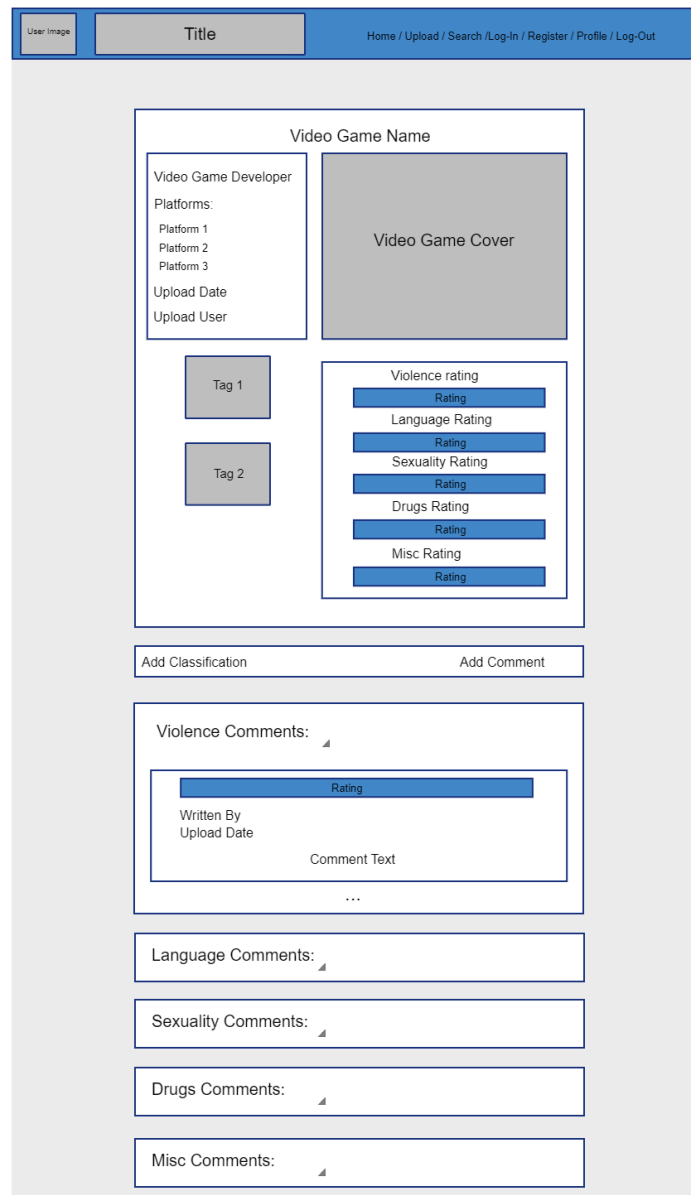 User Image
Title
Home / Upload / Search /Log-In / Register / Profile / Log-Out
Video Game Name
Video Game Developer
Platforms:
Platform 1
Platform 2
Platform 3
Upload Date
Upload User
Video Game Cover
Tag 1
Tag 2
Violence rating
Rating
Language Rating
Rating
Sexuality Rating
Rating
Drugs Rating
Rating
Misc Rating
Rating
Add Classification
Add Comment
Violence Comments:
Rating
Written By
Upload Date
Comment Text
...
Language Comments:
Sexuality Comments:
Drugs Comments:
Misc Comments: